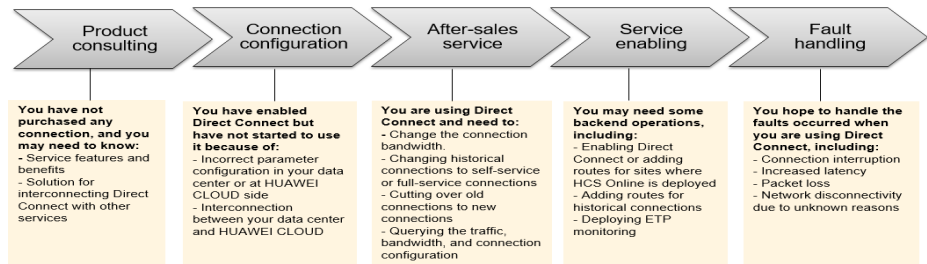 Product
consulting
Connection
configuration
After-sales
service
Service
enabling
Fault
handling
You have not
purchased any
connection, and you
may need to know:
- Service features and
benefits
- Solution for
interconnecting Direct
Connect with other
services
You have enabled
Direct Connect but
have not started to use
it because of:
- Incorrect parameter
configuration in your data
center or at HUAWEI
CLOUD side
- Interconnection
between your data center
and HUAWEI CLOUD
You are using Direct
Connect and need to:
- Change the connection
bandwidth.
- Changing historical
connections to self-service
or full-service connections
- Cutting over old
connections to new
connections
- Querying the traffic,
bandwidth, and connection
configuration
You may need some
backend operations,
including:
- Enabling Direct
Connect or adding
routes for sites where
HCS Online is deployed
- Adding routes for
historical connections
- Deploying ETP
monitoring
You hope to handle the
faults occurred when
you are using Direct
Connect, including:
- Connection interruption
- Increased latency
- Packet loss
- Network disconnectivity
due to unknown reasons